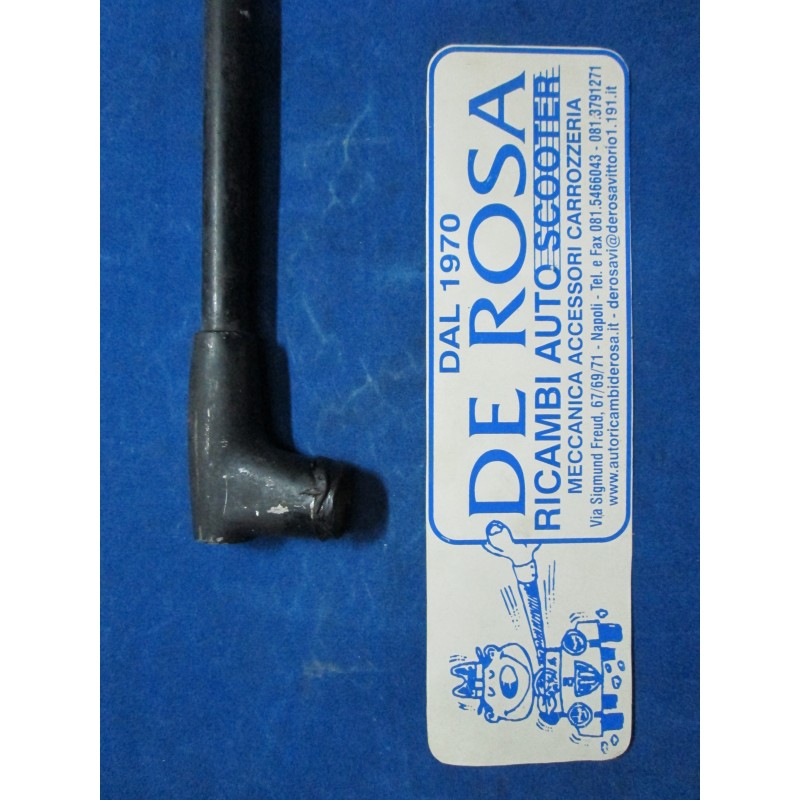 DAL 1970
DE ROSA
RICAMBI AUTO SCOOTER
MECCANICA ACCESSORI CARROZZERIA
Via Sigmund Freud, 67/69/71 - Napoli - Tel. e Fax 081.5466043 - 081.3791271
www.autoricambiderosa.it - derosavi@derosavittorio1.191.it